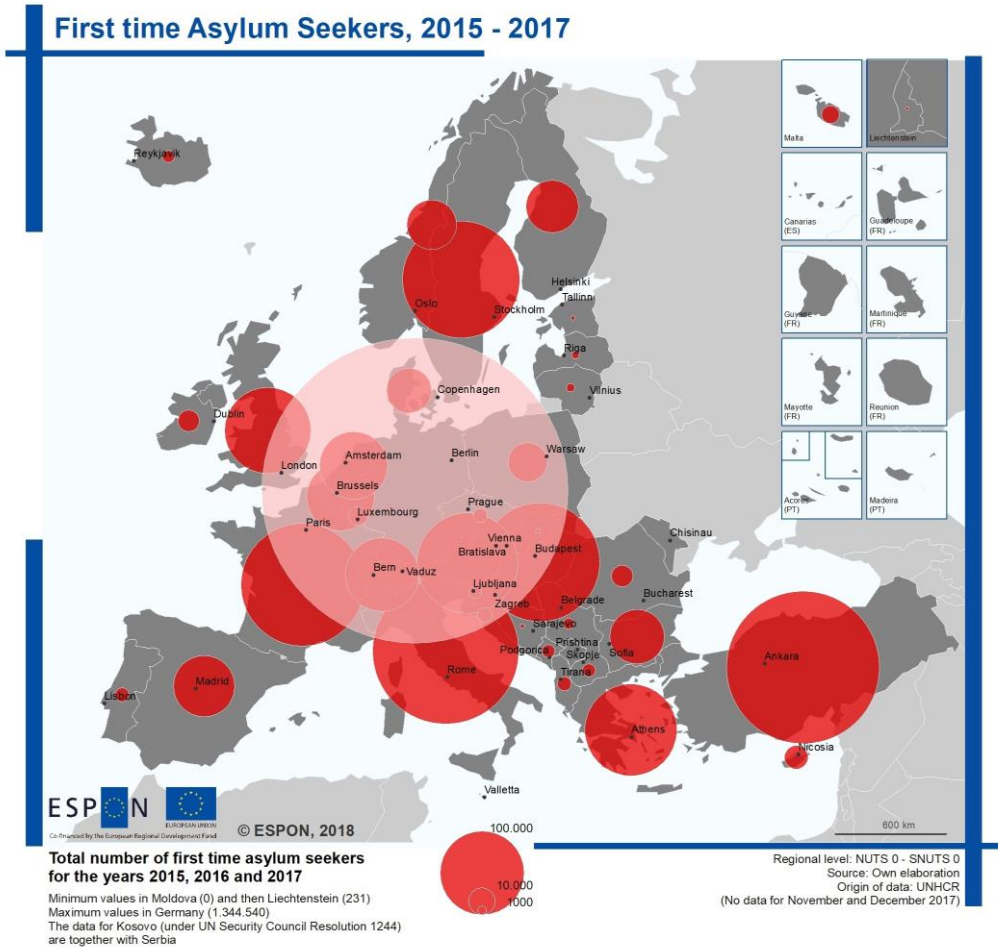 First time Asylum Seekers, 2015 - 2017
Malta
Liechtenstein
Reykjavik
Canarias
(ES)
Guadeloupe
(FR)
Helsinki
Tallinn
Oslo
Stockholm
Guyane
(FR)
Martinique
(FR)
Riga
Vilnius
Copenhagen
Mayotte
(FR)
Reunion
(FR)
Dublin
Amsterdam
Berlin
Warsaw
London
Brussels
Acores
(PT)
Madeira
(PT)
Prague
Luxembourg
Paris
Chisinau
Vienna
Bratislava
Budapest
Bern
Vaduz
Ljubljana
Zagreb
Belgrade
Bucharest
Sarajevo
Prishtina
Podgorica
Skopje
Sofia
Ankara
Rome
Tirana
Madrid
Lisbon
Athens
Nicosia
Valletta
ESPON
EUROPEAN UNION
Co-financed by the European Regional Development Fund
© ESPON, 2018
600 km
100.000
10.000
1000
Total number of first time asylum seekers
for the years 2015, 2016 and 2017
Minimum values in Moldova (0) and then Liechtenstein (231)
Maximum values in Germany (1.344.540)
The data for Kosovo (under UN Security Council Resolution 1244)
are together with Serbia
Regional level: NUTS 0 - SNUTS 0
Source: Own elaboration
Origin of data: UNHCR
(No data for November and December 2017)